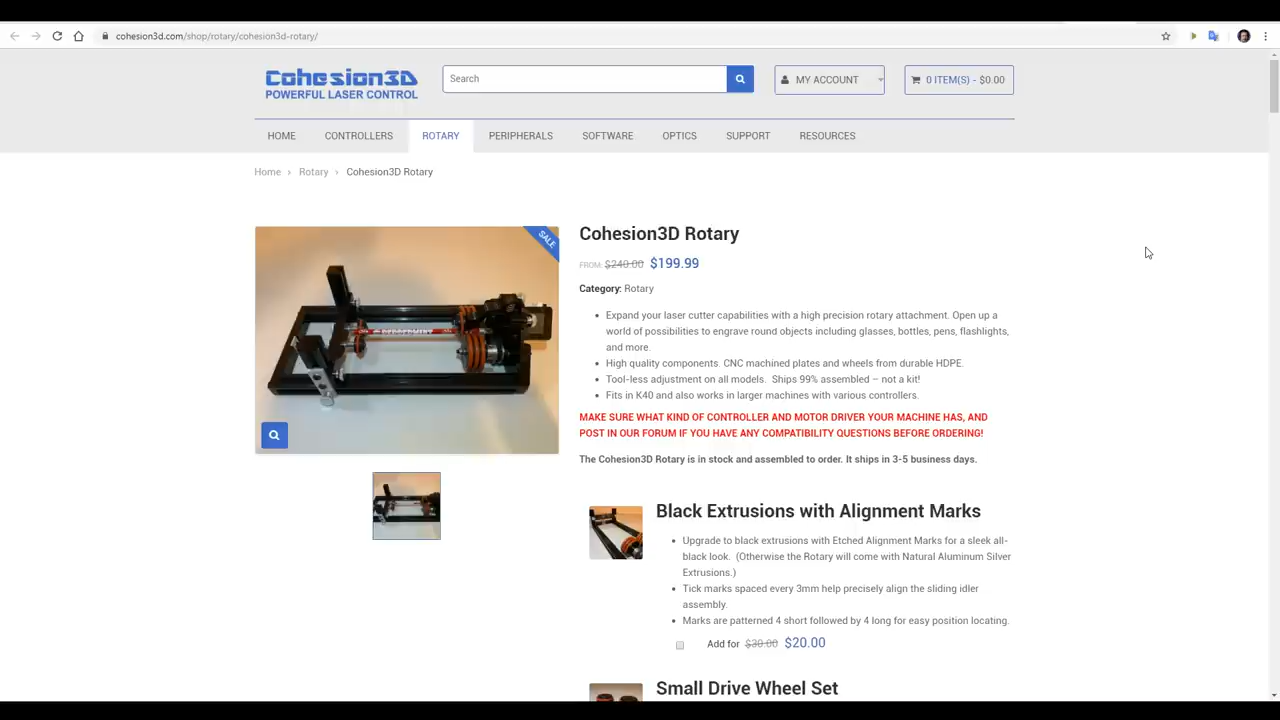 cohesion3d.com/shop/rotary/cohesion3d-rotary/
Cohesion3D
POWERFUL LASER CONTROL
Search
MY ACCOUNT
0 ITEM(S) - $0.00
HOME
CONTROLLERS
ROTARY
PERIPHERALS
SOFTWARE
OPTICS
SUPPORT
RESOURCES
Home › Rotary › Cohesion3D Rotary
SALE
Cohesion3D Rotary
FROM: $240.00 $199.99
Category: Rotary
• Expand your laser cutter capabilities with a high precision rotary attachment. Open up a
world of possibilities to engrave round objects including glasses, bottles, pens, flashlights,
and more.
• High quality components. CNC machined plates and wheels from durable HDPE.
• Tool-less adjustment on all models. Ships 99% assembled – not a kit!
• Fits in K40 and also works in larger machines with various controllers.
MAKE SURE WHAT KIND OF CONTROLLER AND MOTOR DRIVER YOUR MACHINE HAS, AND
POST IN OUR FORUM IF YOU HAVE ANY COMPATIBILITY QUESTIONS BEFORE ORDERING!
The Cohesion3D Rotary is in stock and assembled to order. It ships in 3-5 business days.
Black Extrusions with Alignment Marks
• Upgrade to black extrusions with Etched Alignment Marks for a sleek all-
black look. (Otherwise the Rotary will come with Natural Aluminum Silver
Extrusions.)
• Tick marks spaced every 3mm help precisely align the sliding idler
assembly.
• Marks are patterned 4 short followed by 4 long for easy position locating.
Add for $30.00 $20.00
Small Drive Wheel Set